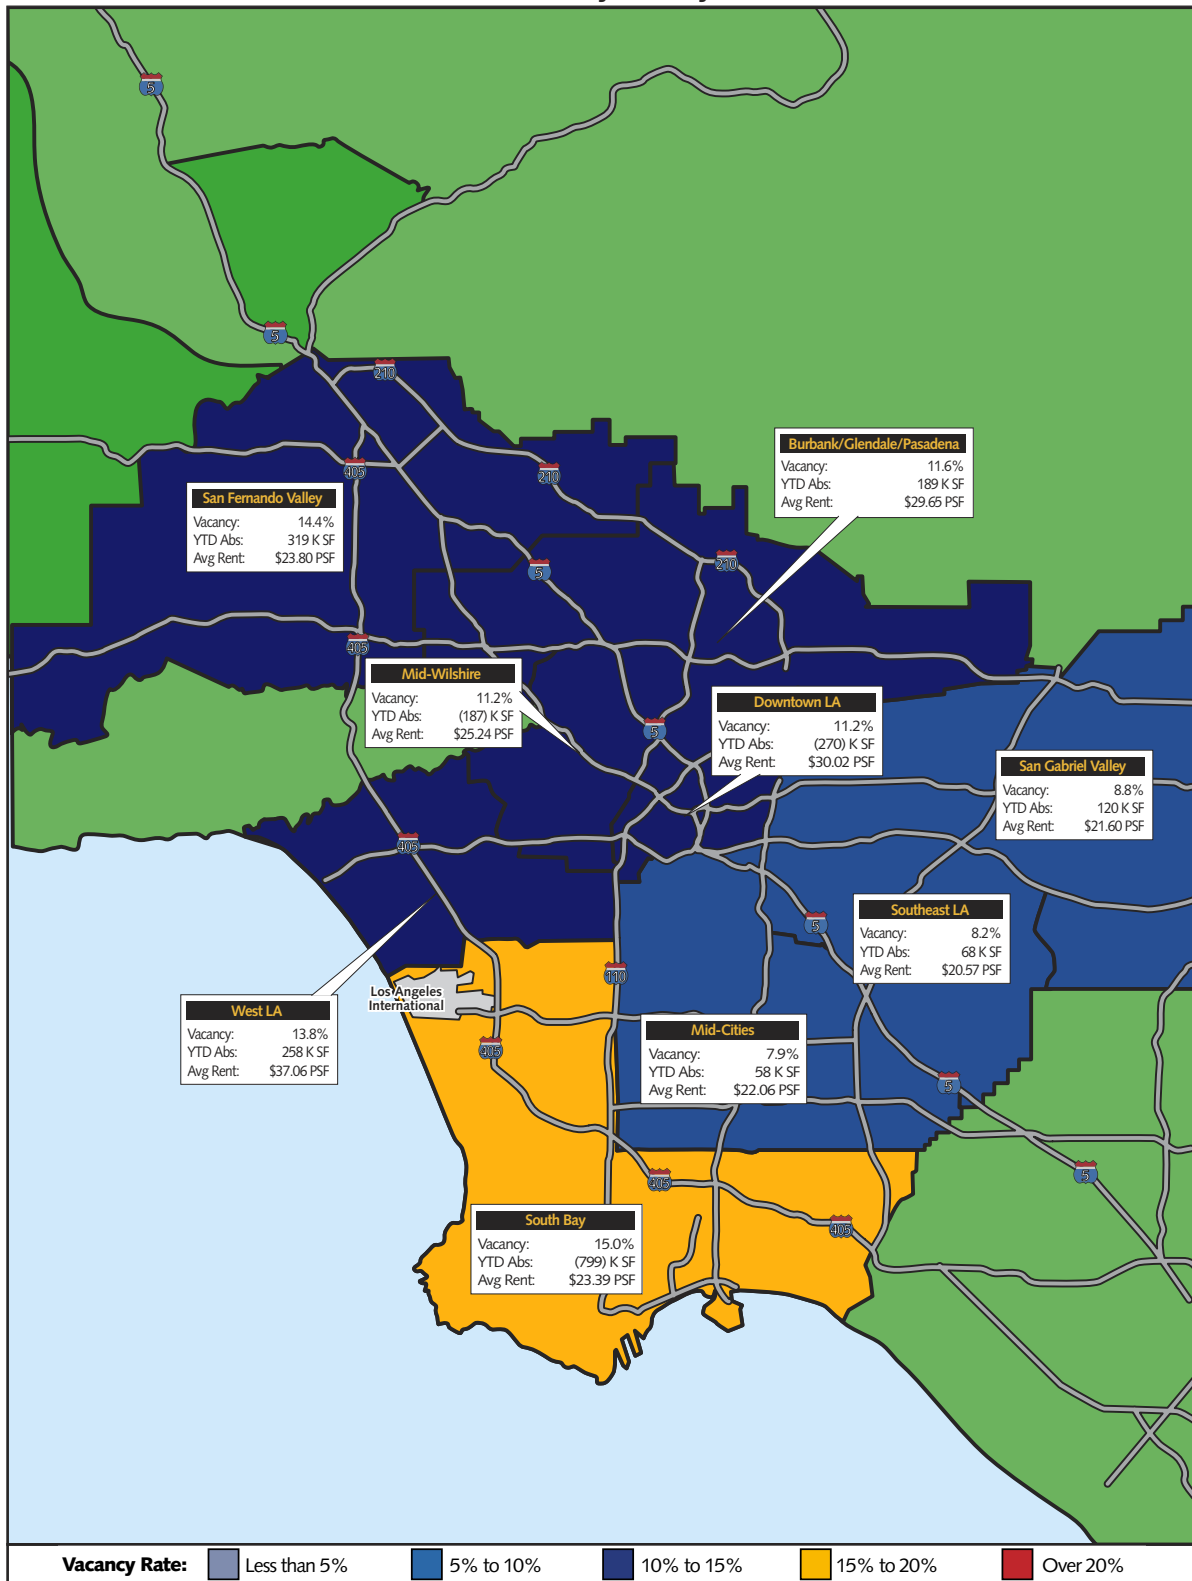 5
5
210
405
210
Burbank/Glendale/Pasadena
Vacancy: 11.6%
YTD Abs: 189 K SF
Avg Rent: $29.65 PSF
San Fernando Valley
Vacancy: 14.4%
YTD Abs: 319 K SF
Avg Rent: $23.80 PSF
5
210
405
Mid-Wilshire
Vacancy: 11.2%
YTD Abs: (187) K SF
Avg Rent: $25.24 PSF
5
Downtown LA
Vacancy: 11.2%
YTD Abs: (270) K SF
Avg Rent: $30.02 PSF
San Gabriel Valley
Vacancy: 8.8%
YTD Abs: 120 K SF
Avg Rent: $21.60 PSF
405
Southeast LA
Vacancy: 8.2%
YTD Abs: 68 K SF
Avg Rent: $20.57 PSF
5
110
Los Angeles
International
West LA
Vacancy: 13.8%
YTD Abs: 258 K SF
Avg Rent: $37.06 PSF
405
Mid-Cities
Vacancy: 7.9%
YTD Abs: 58 K SF
Avg Rent: $22.06 PSF
5
405
5
South Bay
Vacancy: 15.0%
YTD Abs: (799) K SF
Avg Rent: $23.39 PSF
405
Vacancy Rate: Less than 5% 5% to 10% 10% to 15% 15% to 20% Over 20%